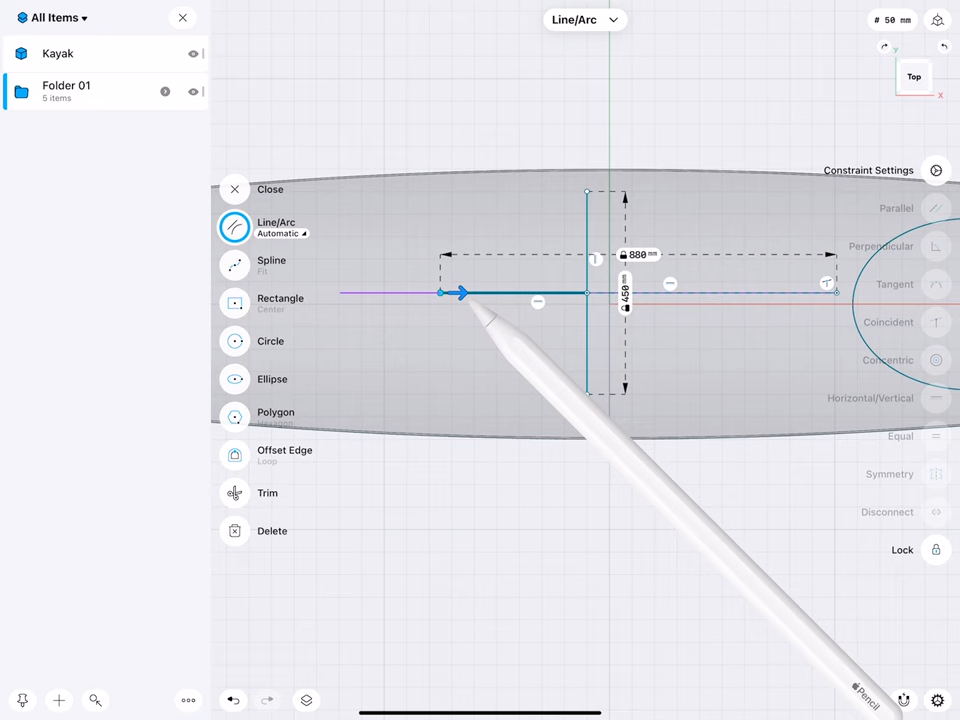 All Items
Kayak
Folder 01
5 items
Line/Arc
# 50 mm
y
Top
x
Close
Line/Arc
Automatic
Spline
Fit
Rectangle
Center
Circle
Ellipse
Polygon
Hexagon
Offset Edge
Loop
Trim
Delete
880 mm
450 mm
Constraint Settings
Parallel
Perpendicular
Tangent
Coincident
Concentric
Horizontal/Vertical
Equal
Symmetry
Disconnect
Lock
Pencil